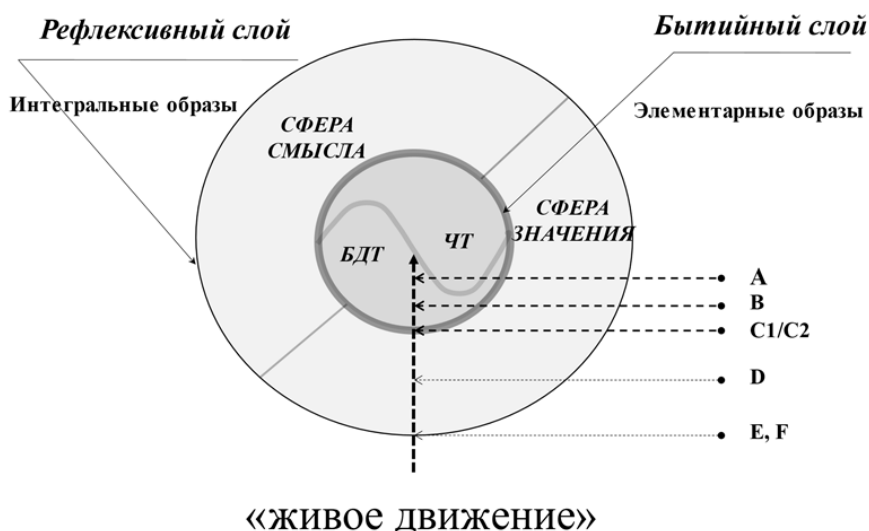 Рефлексивный слой
Бытийный слой
Интегральные образы
Элементарные образы
СФЕРА
СМЫСЛА
СФЕРА
ЗНАЧЕНИЯ
БДТ
ЧТ
A
B
C1/C2
D
E, F
«живое движение»